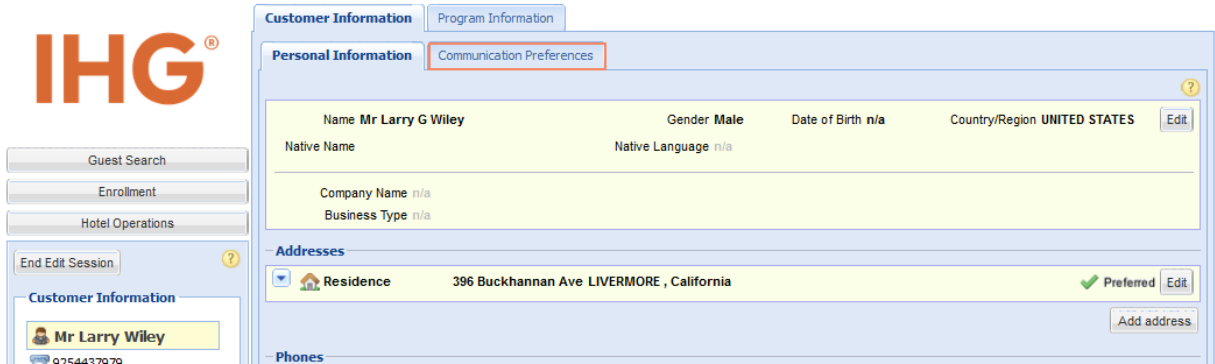 IHG®
Guest Search
Enrollment
Hotel Operations
End Edit Session
?
Customer Information
Mr Larry Wiley
9254437979
Customer Information Program Information
Personal Information Communication Preferences
?
Name Mr Larry G Wiley Gender Male Date of Birth n/a Country/Region UNITED STATES Edit
Native Name Native Language n/a
Company Name n/a
Business Type n/a
Addresses
Residence 396 Buckhannan Ave LIVERMORE , California Preferred Edit
Add address
Phones